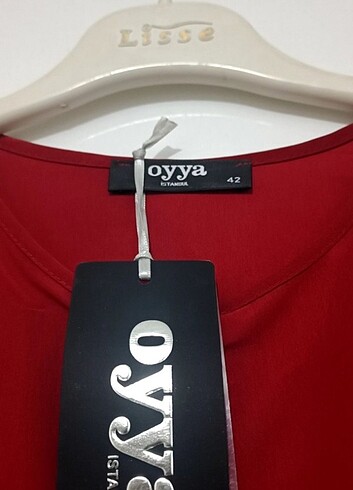 Lisse
oyya
ISTANBUL
42
oyya
ISTA